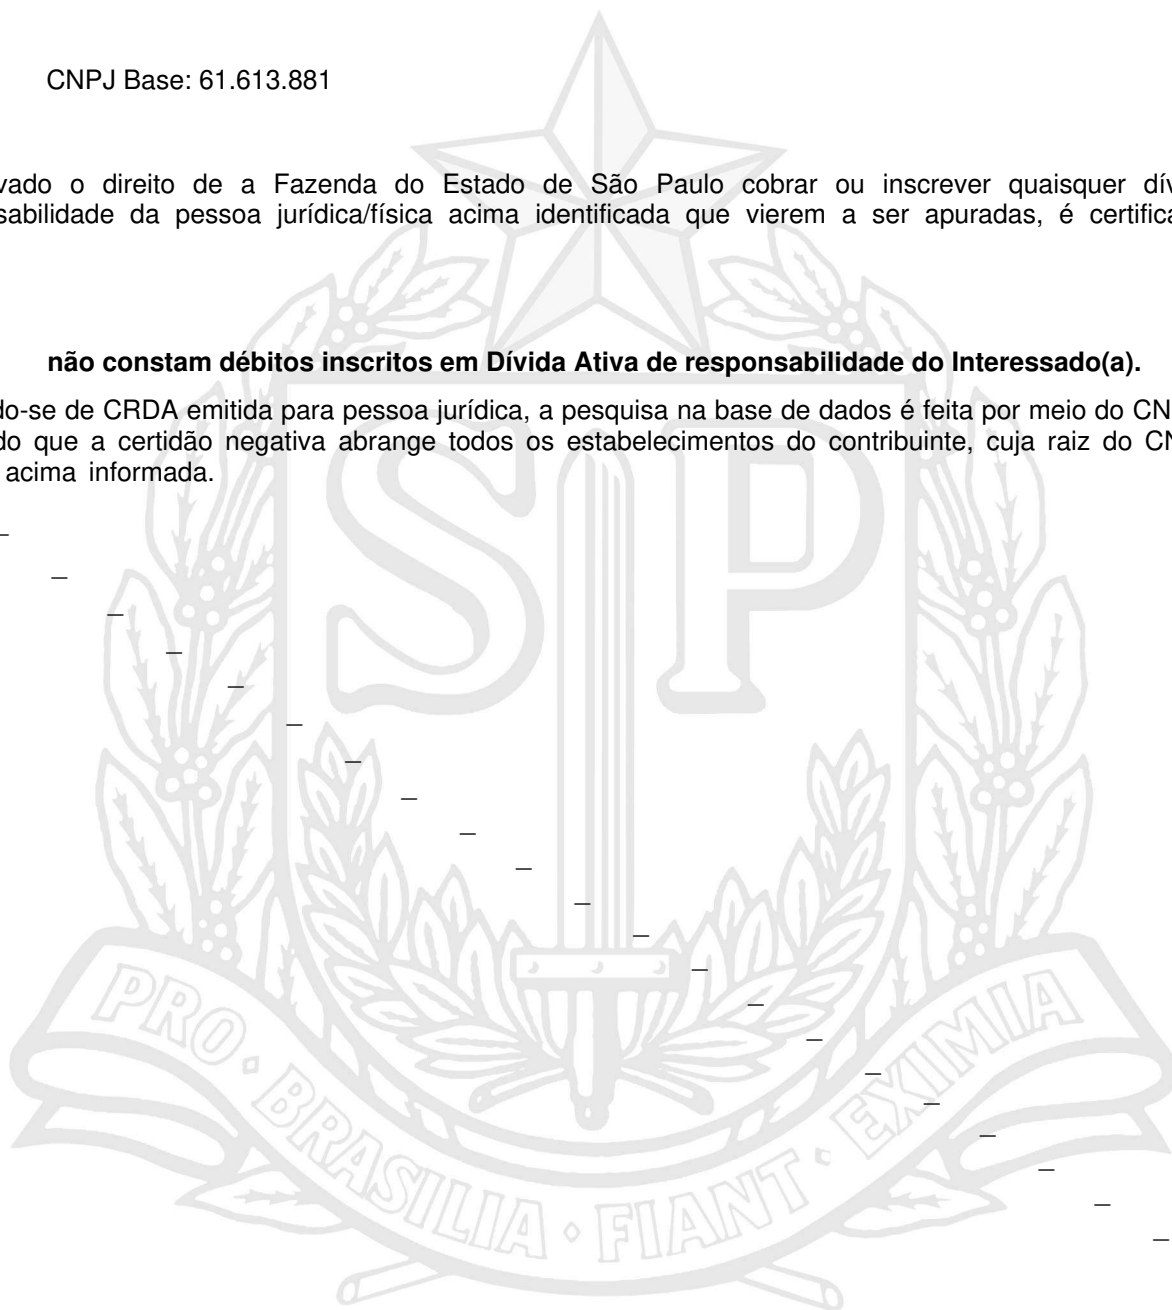 CNPJ Base: 61.613.881
vado o direito de a Fazenda do Estado de São Paulo cobrar ou inscrever quaisquer dív
sabilidade da pessoa jurídica/física acima identificada que vierem a ser apuradas, é certifica
não constam débitos inscritos em Dívida Ativa de responsabilidade do Interessado(a).
do-se de CRDA emitida para pessoa jurídica, a pesquisa na base de dados é feita por meio do CN
do que a certidão negativa abrange todos os estabelecimentos do contribuinte, cuja raiz do CN
acima informada.
SP
PRO · BRASILIA · FIANT · EXIMIA